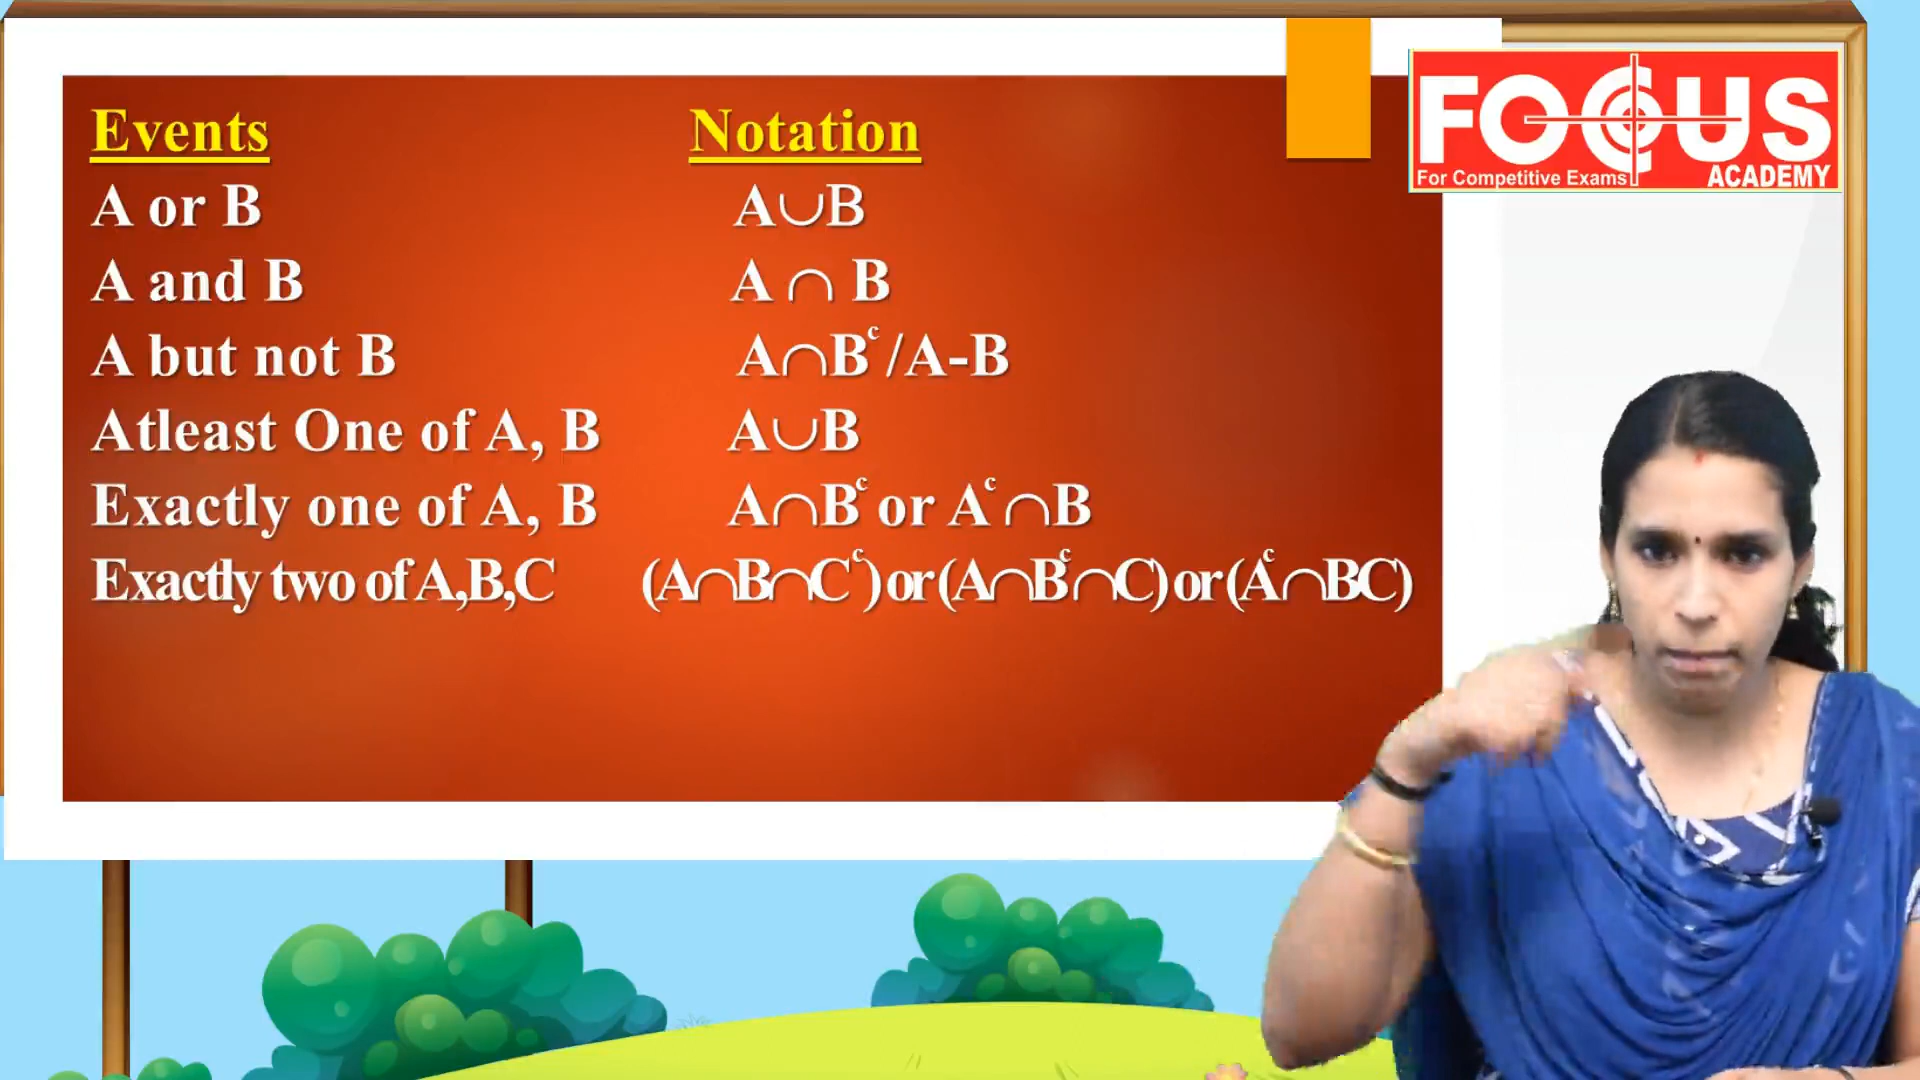 Events Notation
A or B A∪B
A and B A ∩ B
A but not B A∩Bᶜ/A-B
Atleast One of A, B A∪B
Exactly one of A, B A∩Bᶜ or Aᶜ∩B
Exactly two of A,B,C (A∩B∩Cᶜ) or (A∩Bᶜ∩C) or (Aᶜ∩BC)
FOCUS
For Competitive Exams ACADEMY